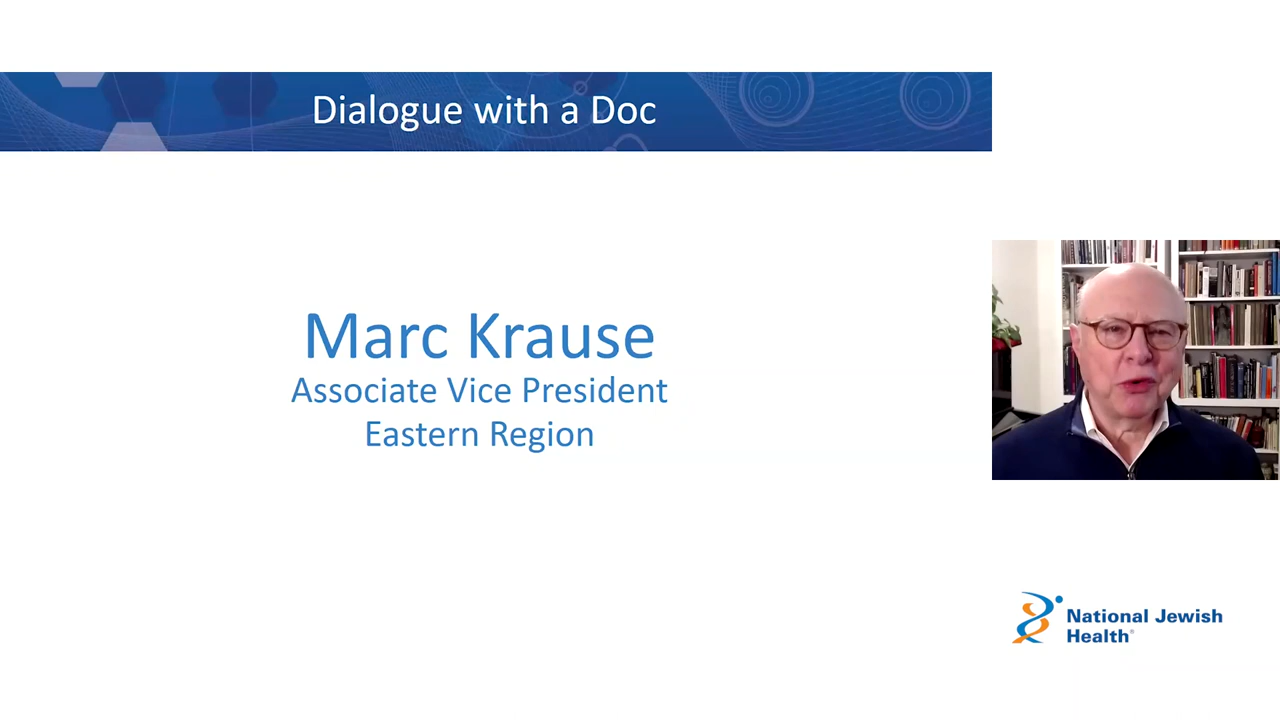 Dialogue with a Doc
Marc Krause
Associate Vice President
Eastern Region
National Jewish
Health®